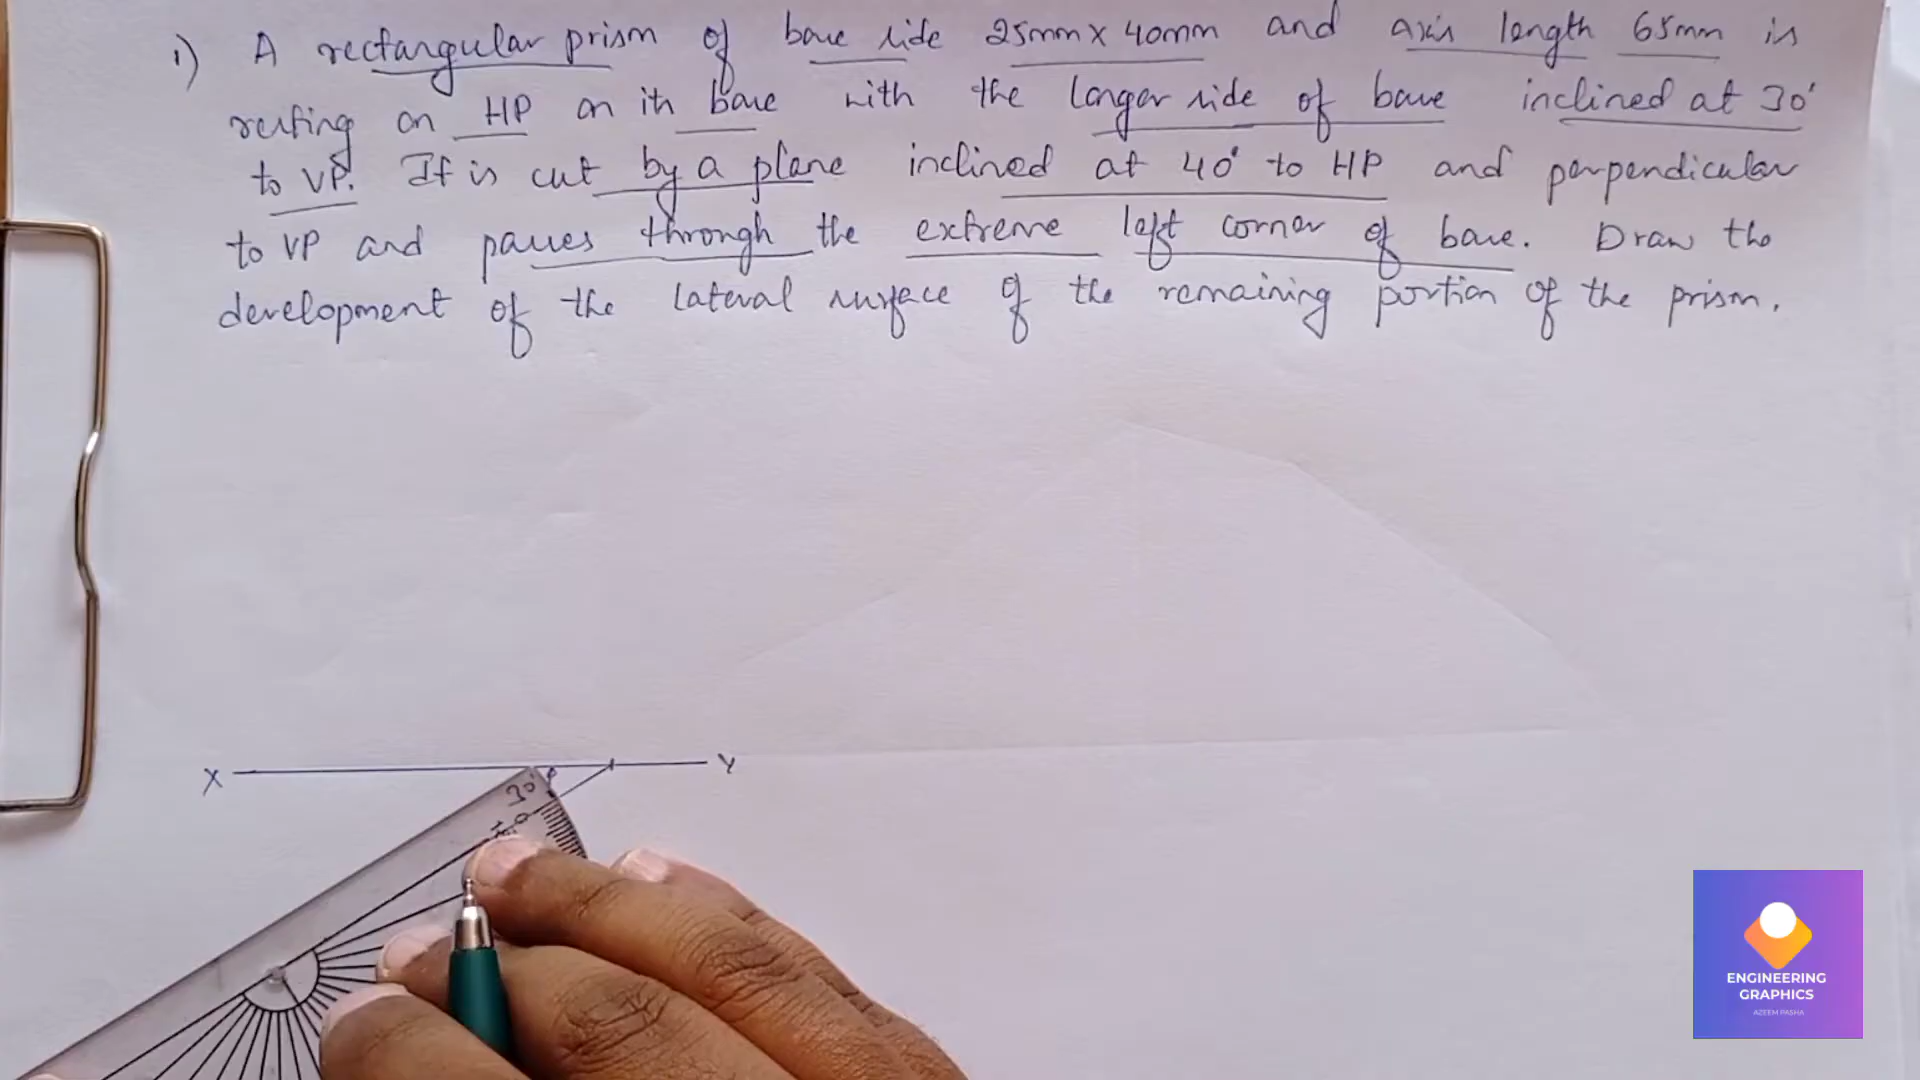 1) A rectangular prism of base side 25mm x 40mm and axis length 65mm is
resting on HP on its base with the longer side of base inclined at 30°
to VP. If is cut by a plane inclined at 40° to HP and perpendicular
to VP and passes through the extreme left corner of base. Draw the
development of the lateral surface of the remaining portion of the prism.
X
Y
30°
ENGINEERING
GRAPHICS
AZEEM PASHA